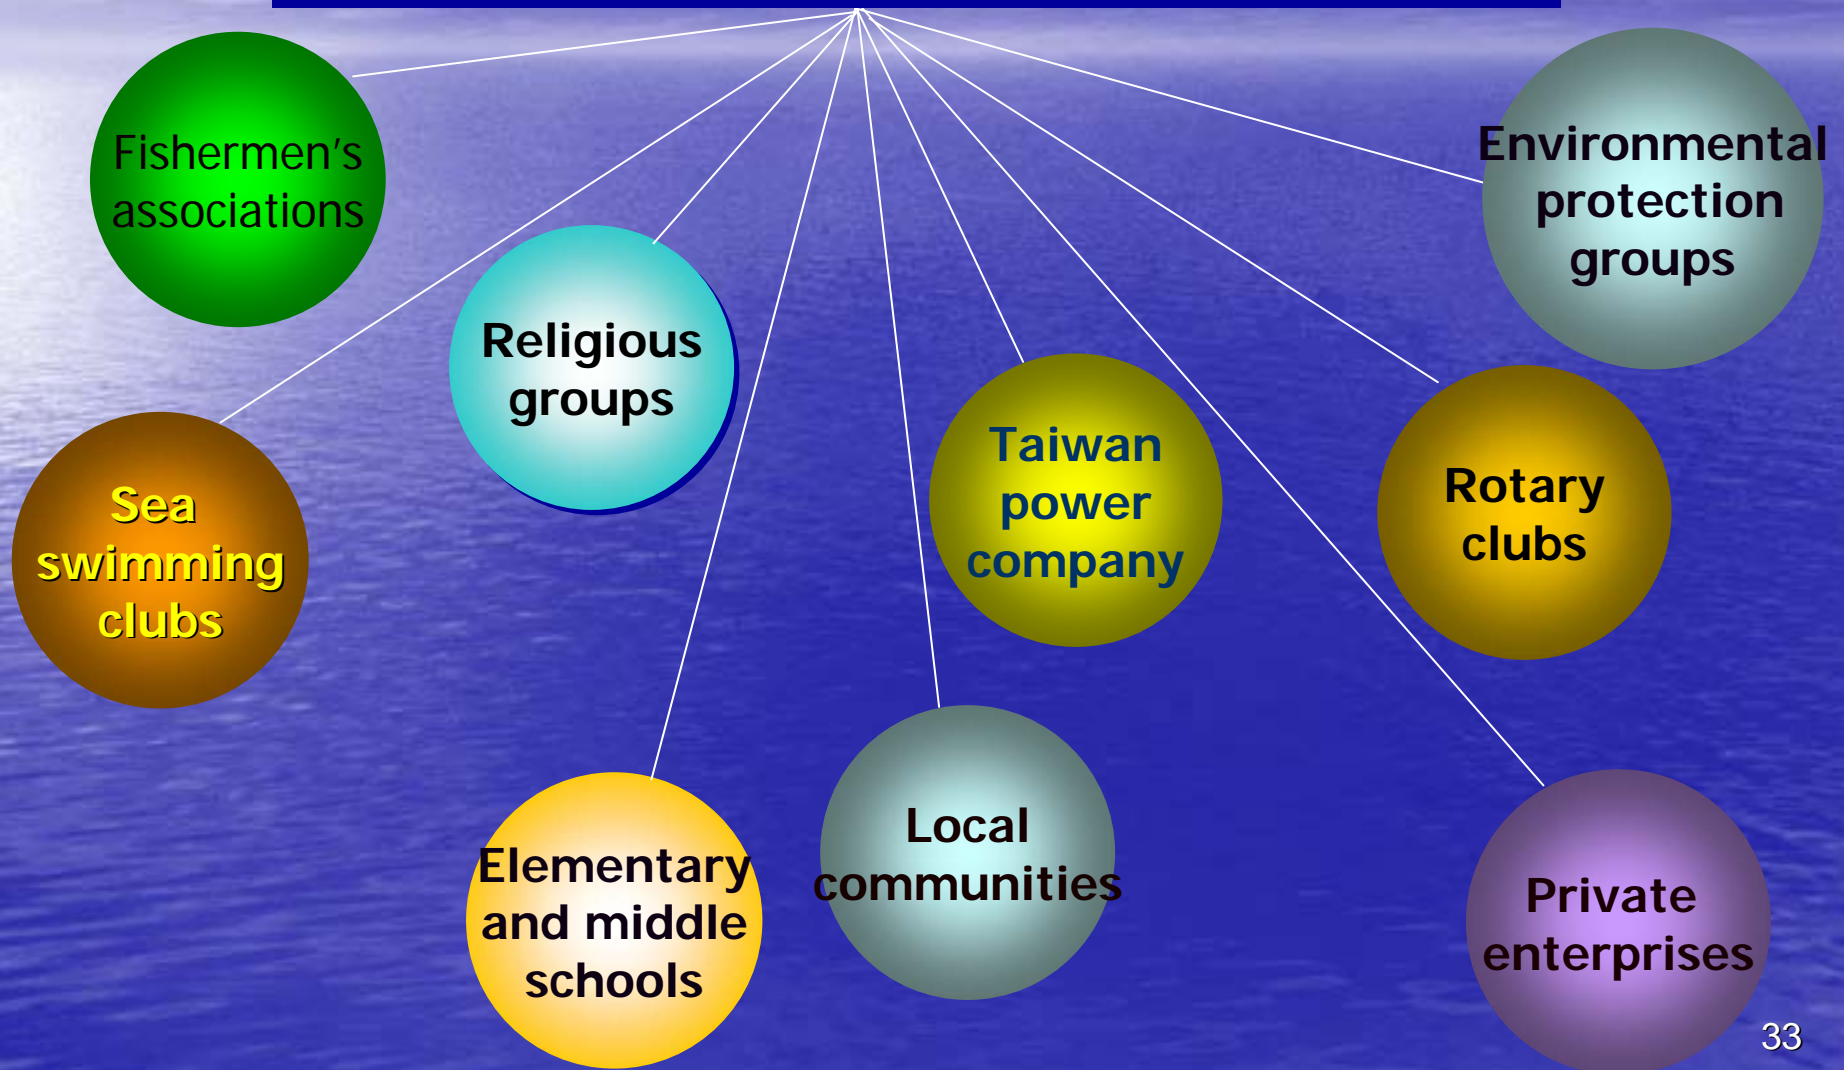 Fishermen's
associations
Environmental
protection
groups
Religious
groups
Sea
swimming
clubs
Taiwan
power
company
Rotary
clubs
Elementary
and middle
schools
Local
communities
Private
enterprises
33